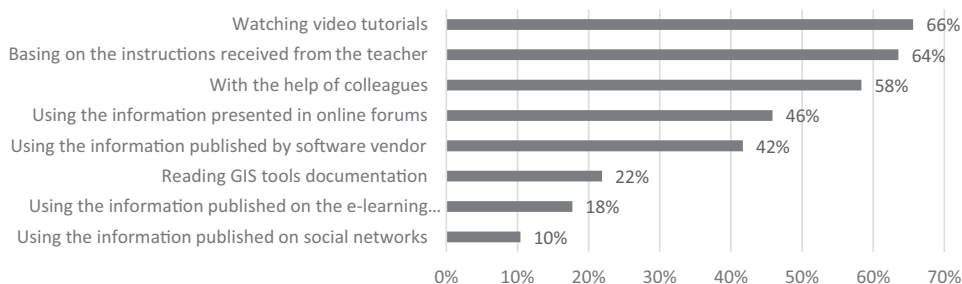 Watching video tutorials 66%
Basing on the instructions received from the teacher 64%
With the help of colleagues 58%
Using the information presented in online forums 46%
Using the information published by software vendor 42%
Reading GIS tools documentation 22%
Using the information published on the e-learning... 18%
Using the information published on social networks 10%
0% 10% 20% 30% 40% 50% 60% 70%